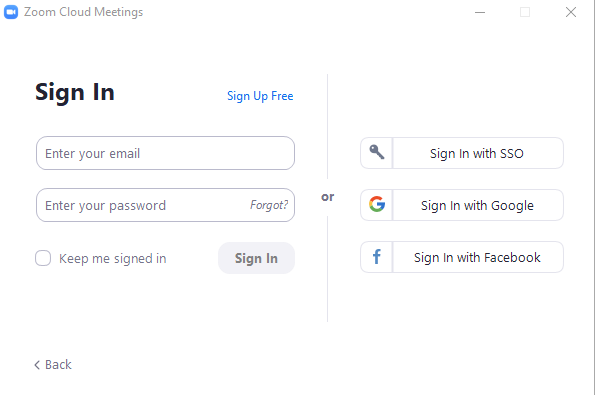 Zoom Cloud Meetings
Sign In
Sign Up Free
Enter your email
Enter your password
Forgot?
Keep me signed in
Sign In
or
Sign In with SSO
Sign In with Google
Sign In with Facebook
Back